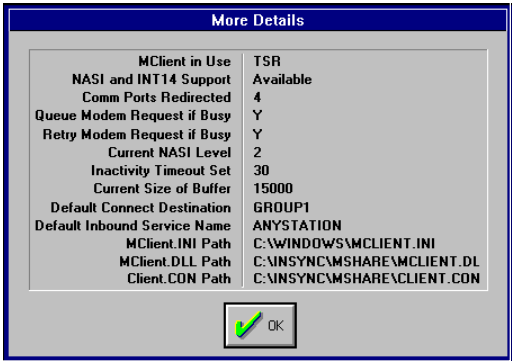 More Details
MClient in Use TSR
NASI and INT14 Support Available
Comm Ports Redirected 4
Queue Modem Request if Busy Y
Retry Modem Request if Busy Y
Current NASI Level 2
Inactivity Timeout Set 30
Current Size of Buffer 15000
Default Connect Destination GROUP1
Default Inbound Service Name ANYSTATION
MClient.INI Path C:\WINDOWS\MCLIENT.INI
MClient.DLL Path C:\INSYNC\MSHARE\MCLIENT.DL
Client.CON Path C:\INSYNC\MSHARE\CLIENT.CON
OK